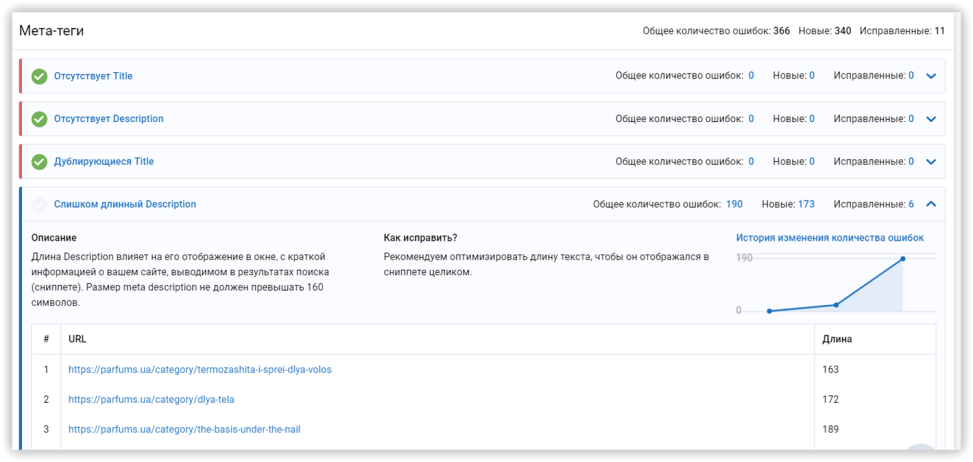 Мета-теги
Общее количество ошибок: 366 Новые: 340 Исправленные: 11
Отсутствует Title
Общее количество ошибок: 0 Новые: 0 Исправленные: 0
Отсутствует Description
Общее количество ошибок: 0 Новые: 0 Исправленные: 0
Дублирующиеся Title
Общее количество ошибок: 0 Новые: 0 Исправленные: 0
Слишком длинный Description
Общее количество ошибок: 190 Новые: 173 Исправленные: 6
Описание
Длина Description влияет на его отображение в окне, с краткой
информацией о вашем сайте, выводимом в результатах поиска
(сниппете). Размер meta description не должен превышать 160
символов.
Как исправить?
Рекомендуем оптимизировать длину текста, чтобы он отображался в
сниппете целиком.
История изменения количества ошибок
190
0
# URL Длина
1 https://parfums.ua/category/termozashita-i-sprei-dlya-volos 163
2 https://parfums.ua/category/dlya-tela 172
3 https://parfums.ua/category/the-basis-under-the-nail 189